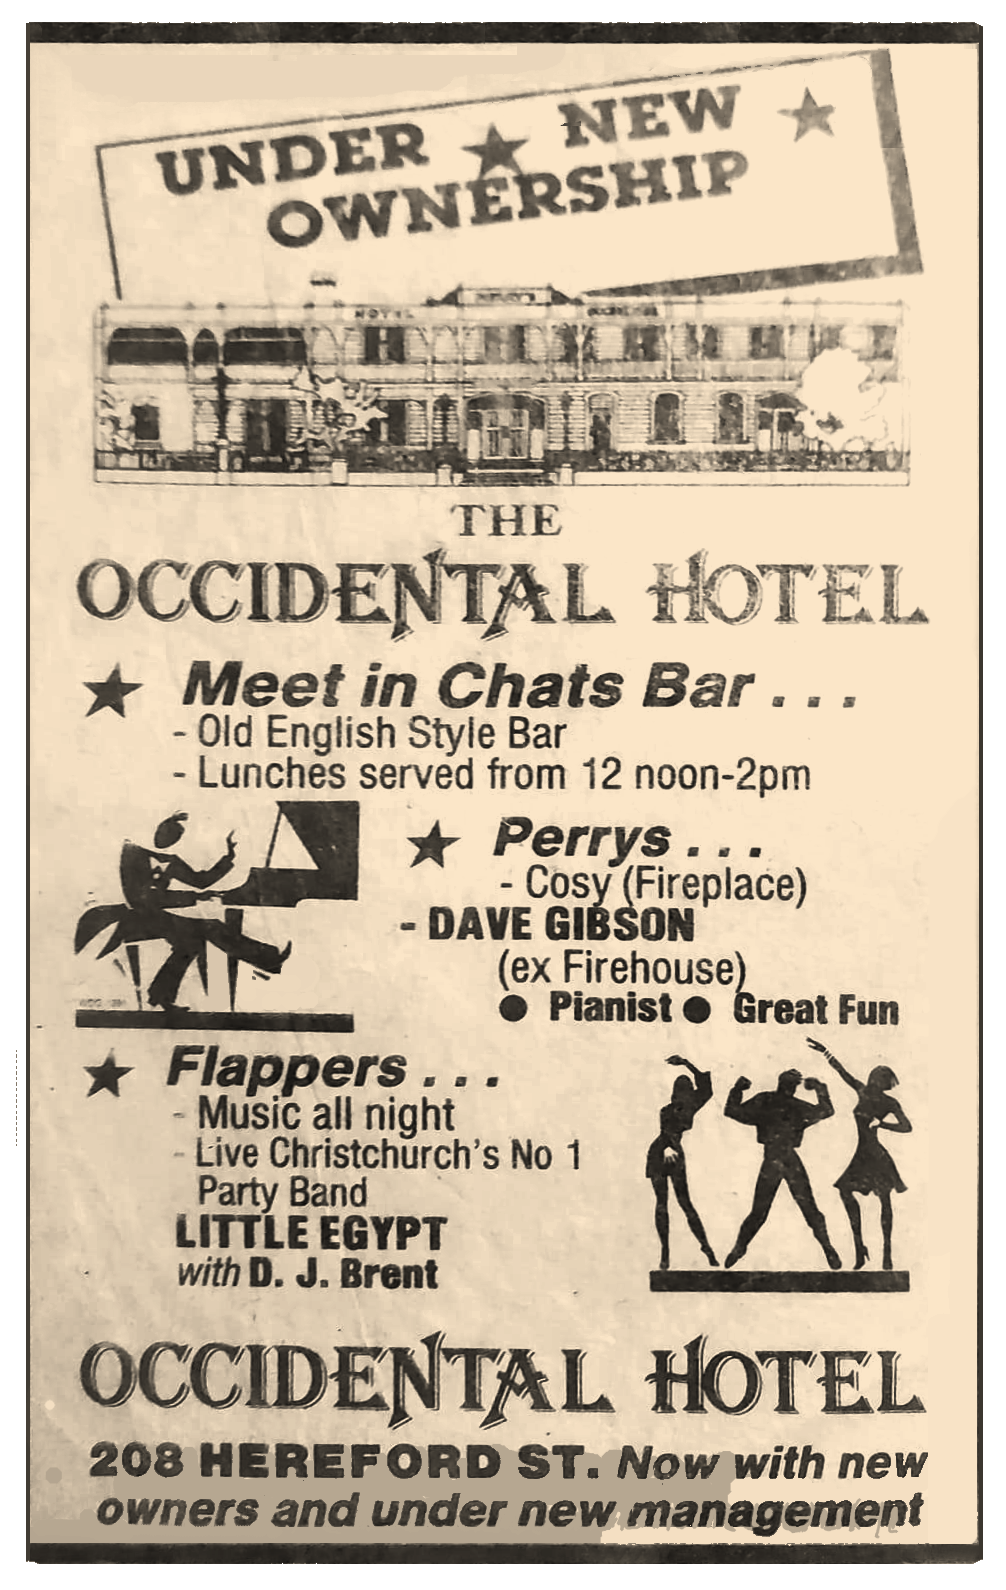 UNDER ★ NEW ★
OWNERSHIP
HOTEL
THE
OCCIDENTAL HOTEL
★ Meet in Chats Bar . . .
- Old English Style Bar
- Lunches served from 12 noon-2pm
★ Perrys . . .
- Cosy (Fireplace)
- DAVE GIBSON
(ex Firehouse)
● Pianist ● Great Fun
★ Flappers . . .
- Music all night
- Live Christchurch's No 1
Party Band
LITTLE EGYPT
with D. J. Brent
OCCIDENTAL HOTEL
208 HEREFORD ST. Now with new
owners and under new management